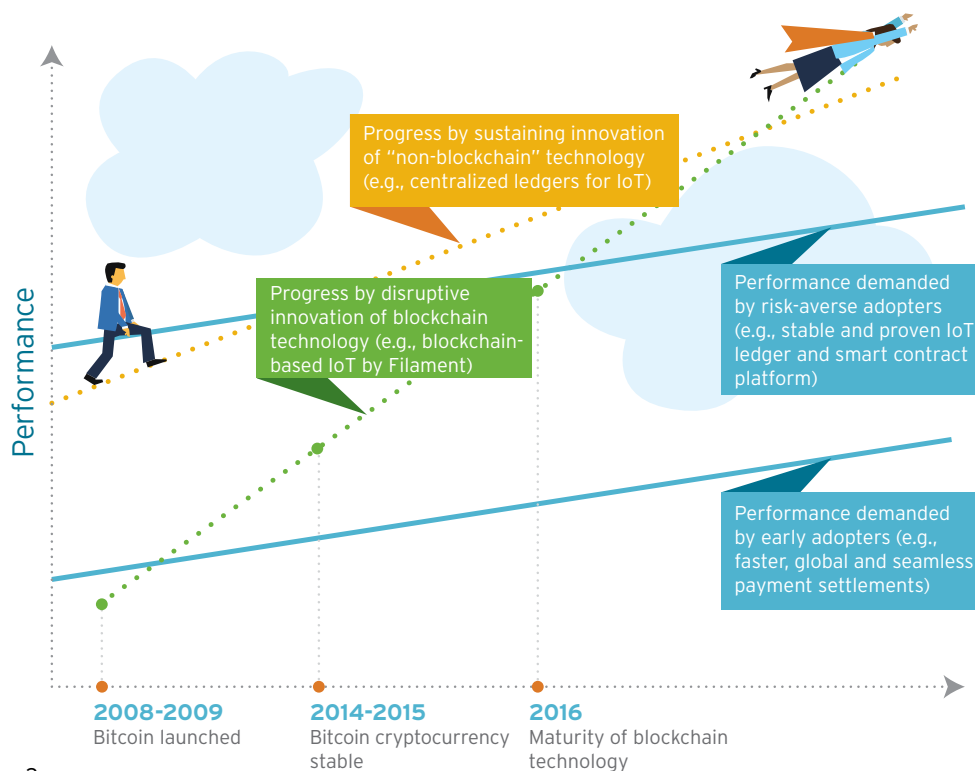 Progress by sustaining innovation
of “non-blockchain” technology
(e.g., centralized ledgers for IoT)
Progress by disruptive
innovation of blockchain
technology (e.g., blockchain-
based IoT by Filament)
Performance demanded
by risk-averse adopters
(e.g., stable and proven IoT
ledger and smart contract
platform)
Performance
Performance demanded
by early adopters (e.g.,
faster, global and seamless
payment settlements)
2008-2009
Bitcoin launched
2014-2015
Bitcoin cryptocurrency
stable
2016
Maturity of blockchain
technology